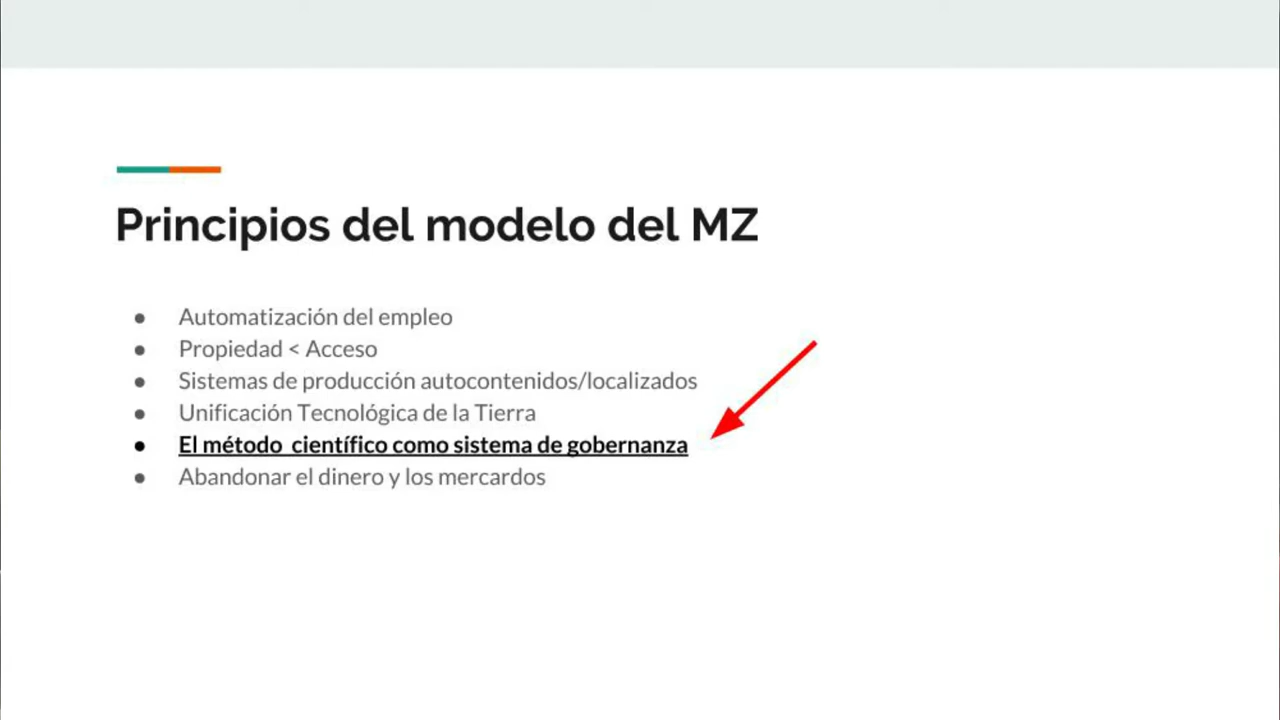 Principios del modelo del MZ
● Automatización del empleo
● Propiedad < Acceso
● Sistemas de producción autocontenidos/localizados
● Unificación Tecnológica de la Tierra
● El método  científico como sistema de gobernanza
● Abandonar el dinero y los mercardos